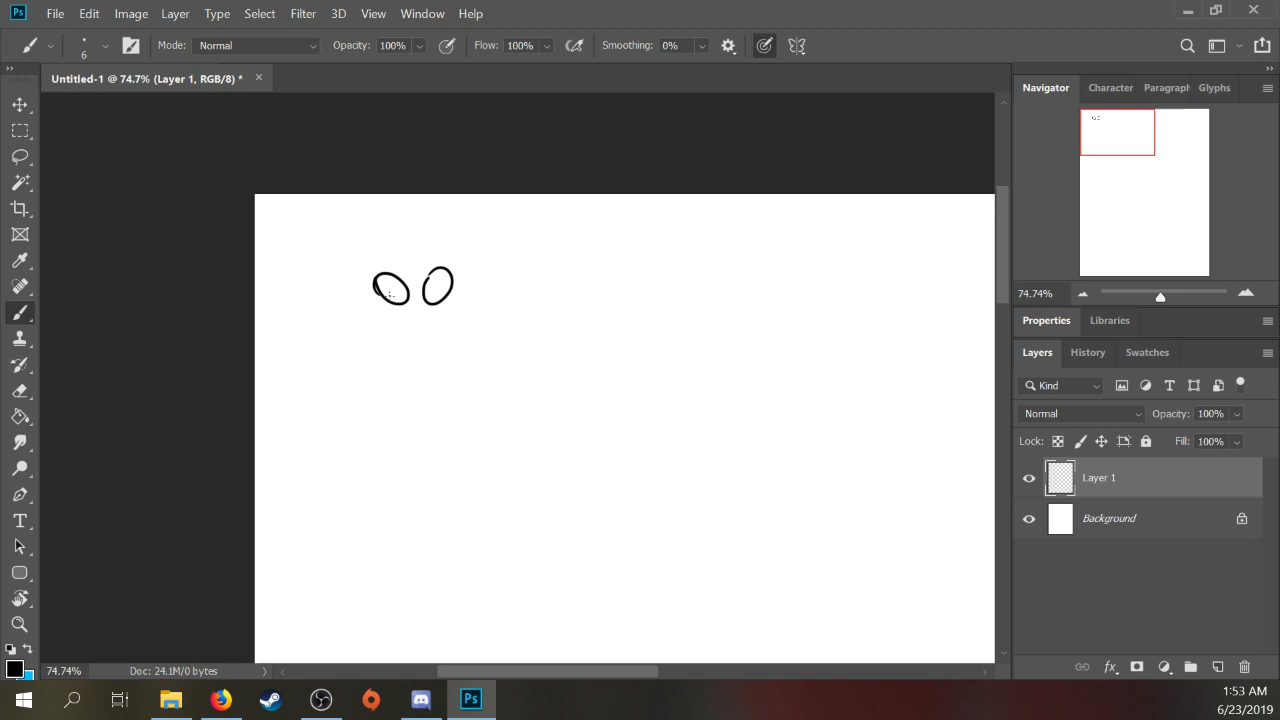 Ps File Edit Image Layer Type Select Filter 3D View Window Help
6 Mode: Normal Opacity: 100% Flow: 100% Smoothing: 0%
Untitled-1 @ 74.7% (Layer 1, RGB/8) *
Navigator Character Paragraph Glyphs
74.74%
Properties Libraries
Layers History Swatches
Kind
Normal Opacity: 100%
Lock: Fill: 100%
Layer 1
Background
74.74% Doc: 24.1M/0 bytes
fx
Ps
1:53 AM
6/23/2019